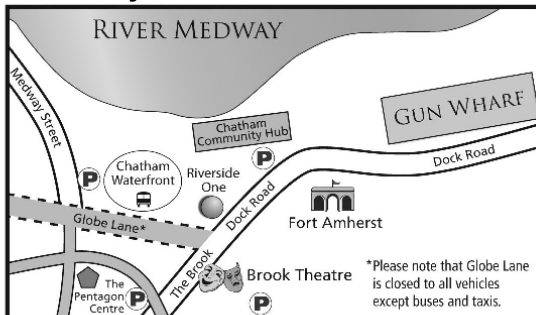 RIVER MEDWAY
Medway Street
Chatham
Community Hub
GUN WHARF
P
P
Chatham
Waterfront
Riverside
One
Dock Road
Dock Road
Fort Amherst
Globe Lane*
The Brook
The
Pentagon
Centre
P
Brook Theatre
P
*Please note that Globe Lane
is closed to all vehicles
except buses and taxis.